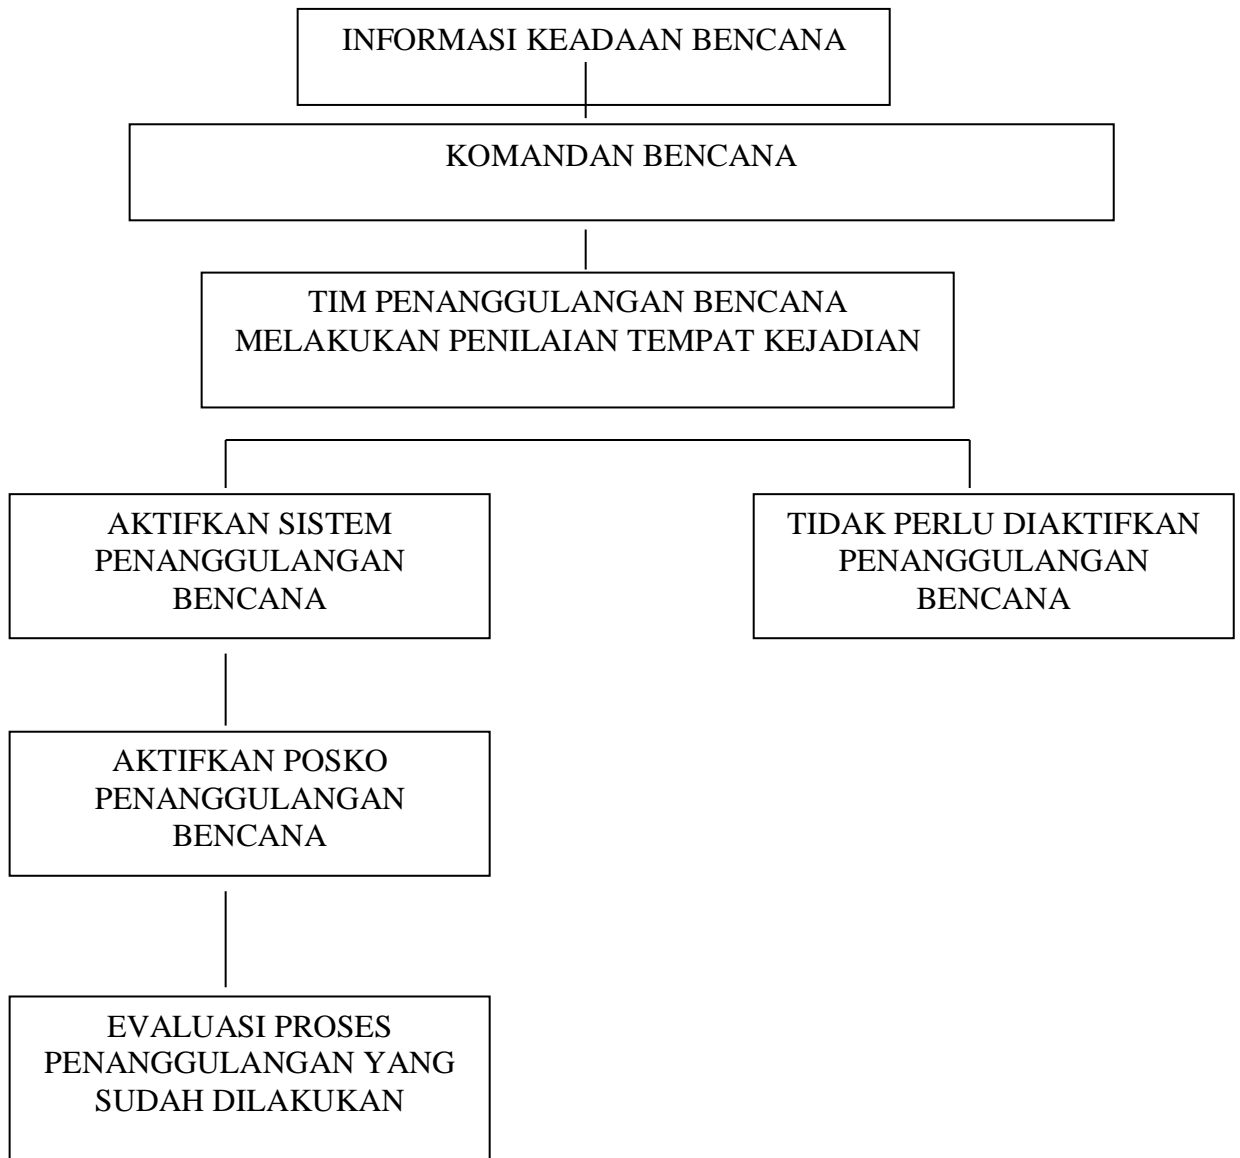 INFORMASI KEADAAN BENCANA
KOMANDAN BENCANA
TIM PENANGGULANGAN BENCANA
MELAKUKAN PENILAIAN TEMPAT KEJADIAN
AKTIFKAN SISTEM
PENANGGULANGAN
BENCANA
TIDAK PERLU DIAKTIFKAN
PENANGGULANGAN
BENCANA
AKTIFKAN POSKO
PENANGGULANGAN
BENCANA
EVALUASI PROSES
PENANGGULANGAN YANG
SUDAH DILAKUKAN